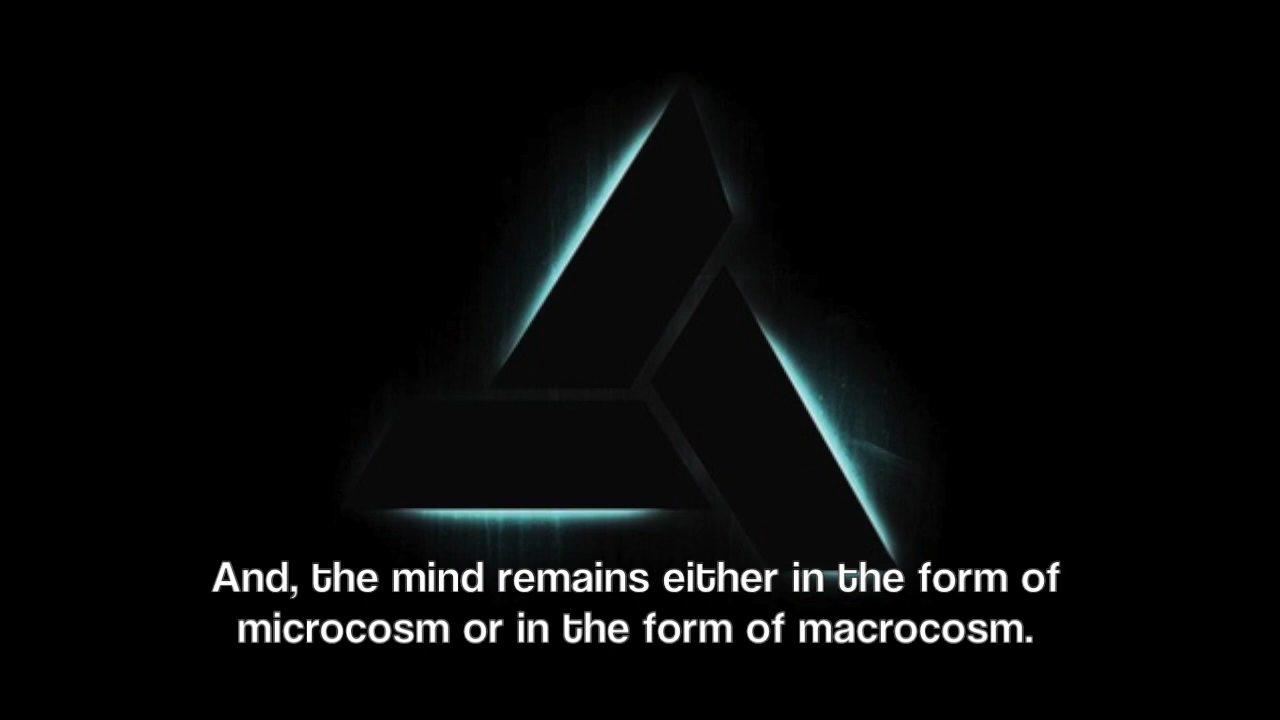 And, the mind remains either in the form of
microcosm or in the form of macrocosm.